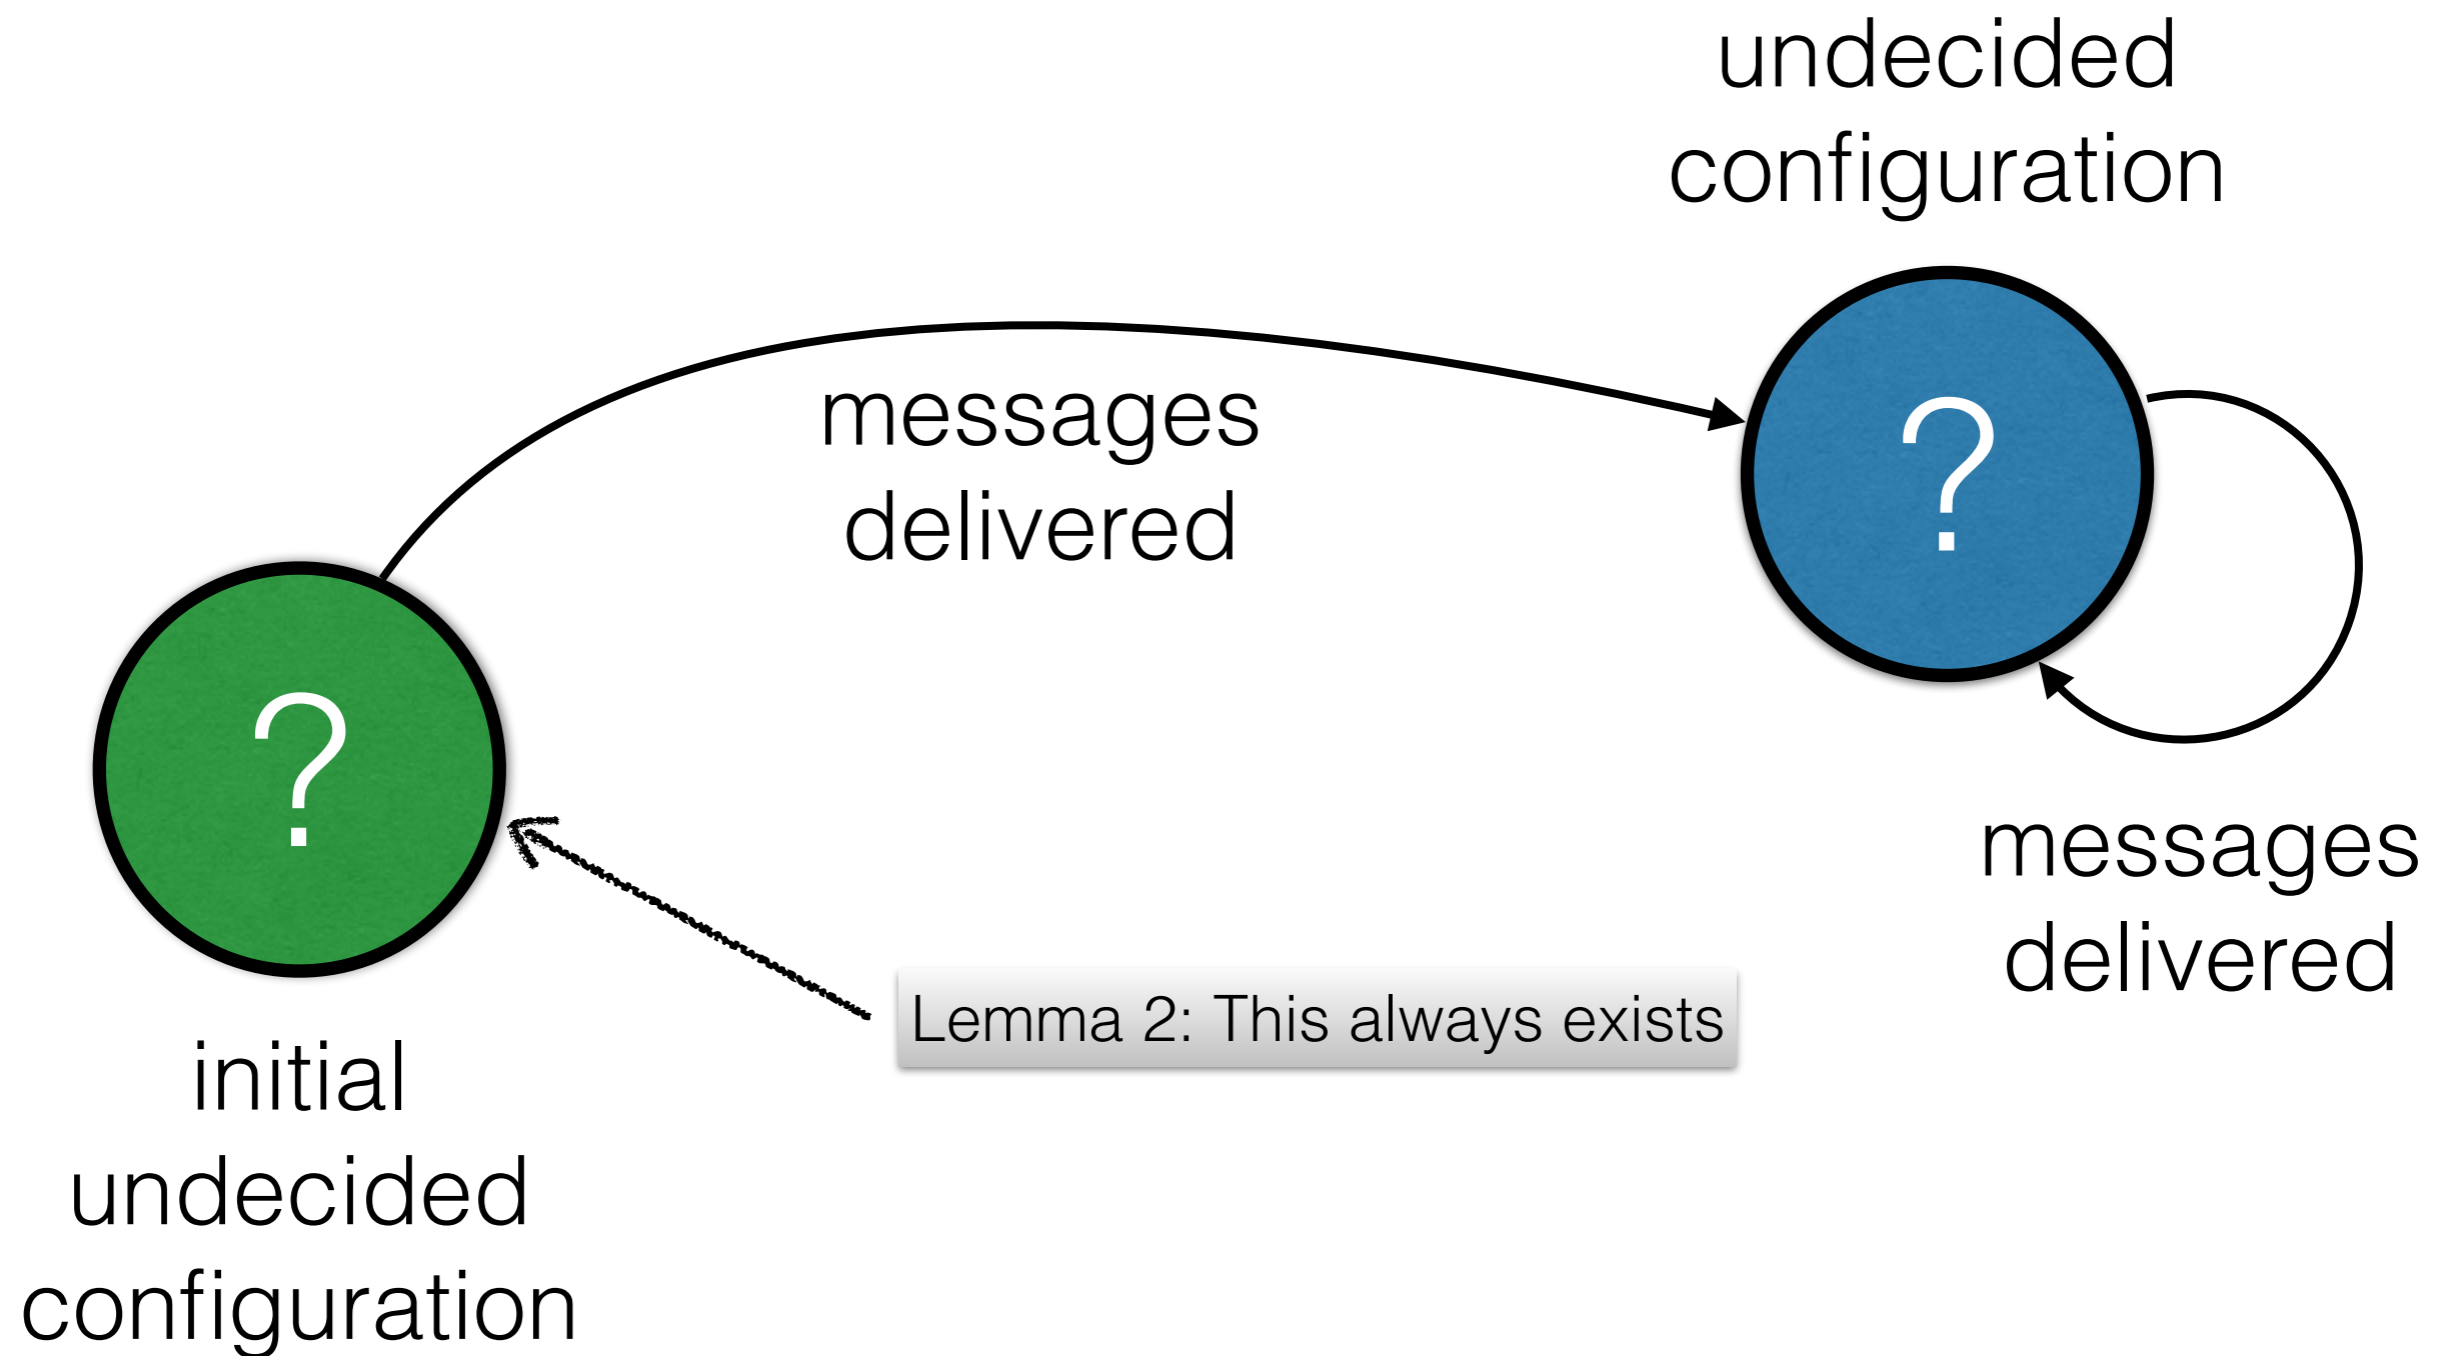 undecided
configuration
messages
delivered
?
?
messages
delivered
Lemma 2: This always exists
initial
undecided
configuration